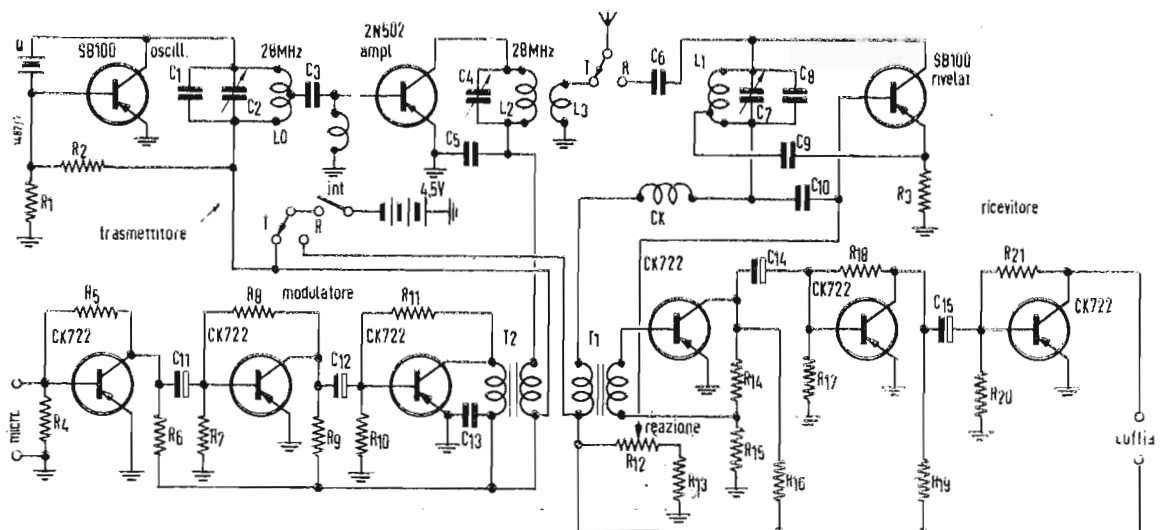 SB100
oscill.
28MHz
2N502
ampl
28MHz
T
R
C6
L1
SB100
rivelat.
C1
C2
L0
C3
C4
L2
L3
C5
C7
C8
C9
C10
R1
R2
R3
int
4,5V
T
R
CK
trasmettitore
ricevitore
modulatore
R5
CK722
R8
CK722
R11
CK722
T2
T1
CK722
C14
R18
CK722
C15
R21
CK722
C11
C12
C13
micro
R4
R6
R7
R9
R10
reazione
R12
R13
R14
R15
R16
R17
R19
R20
cuffia